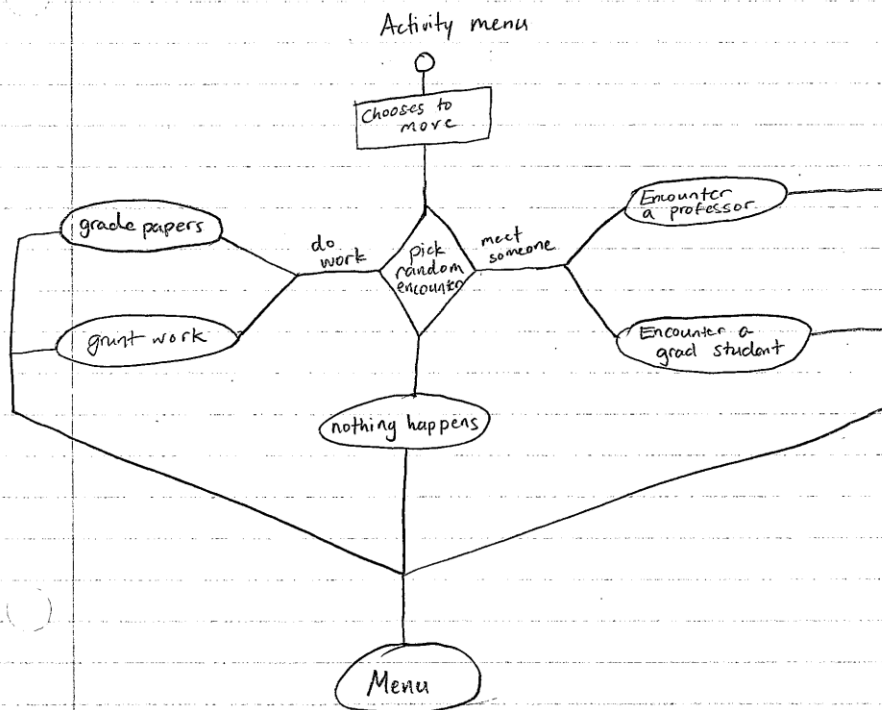 Activity menu
Chooses to
move
Encounter
a professor
grade papers
do
work
pick
random
encounter
meet
someone
grunt work
Encounter a
grad student
nothing happens
Menu